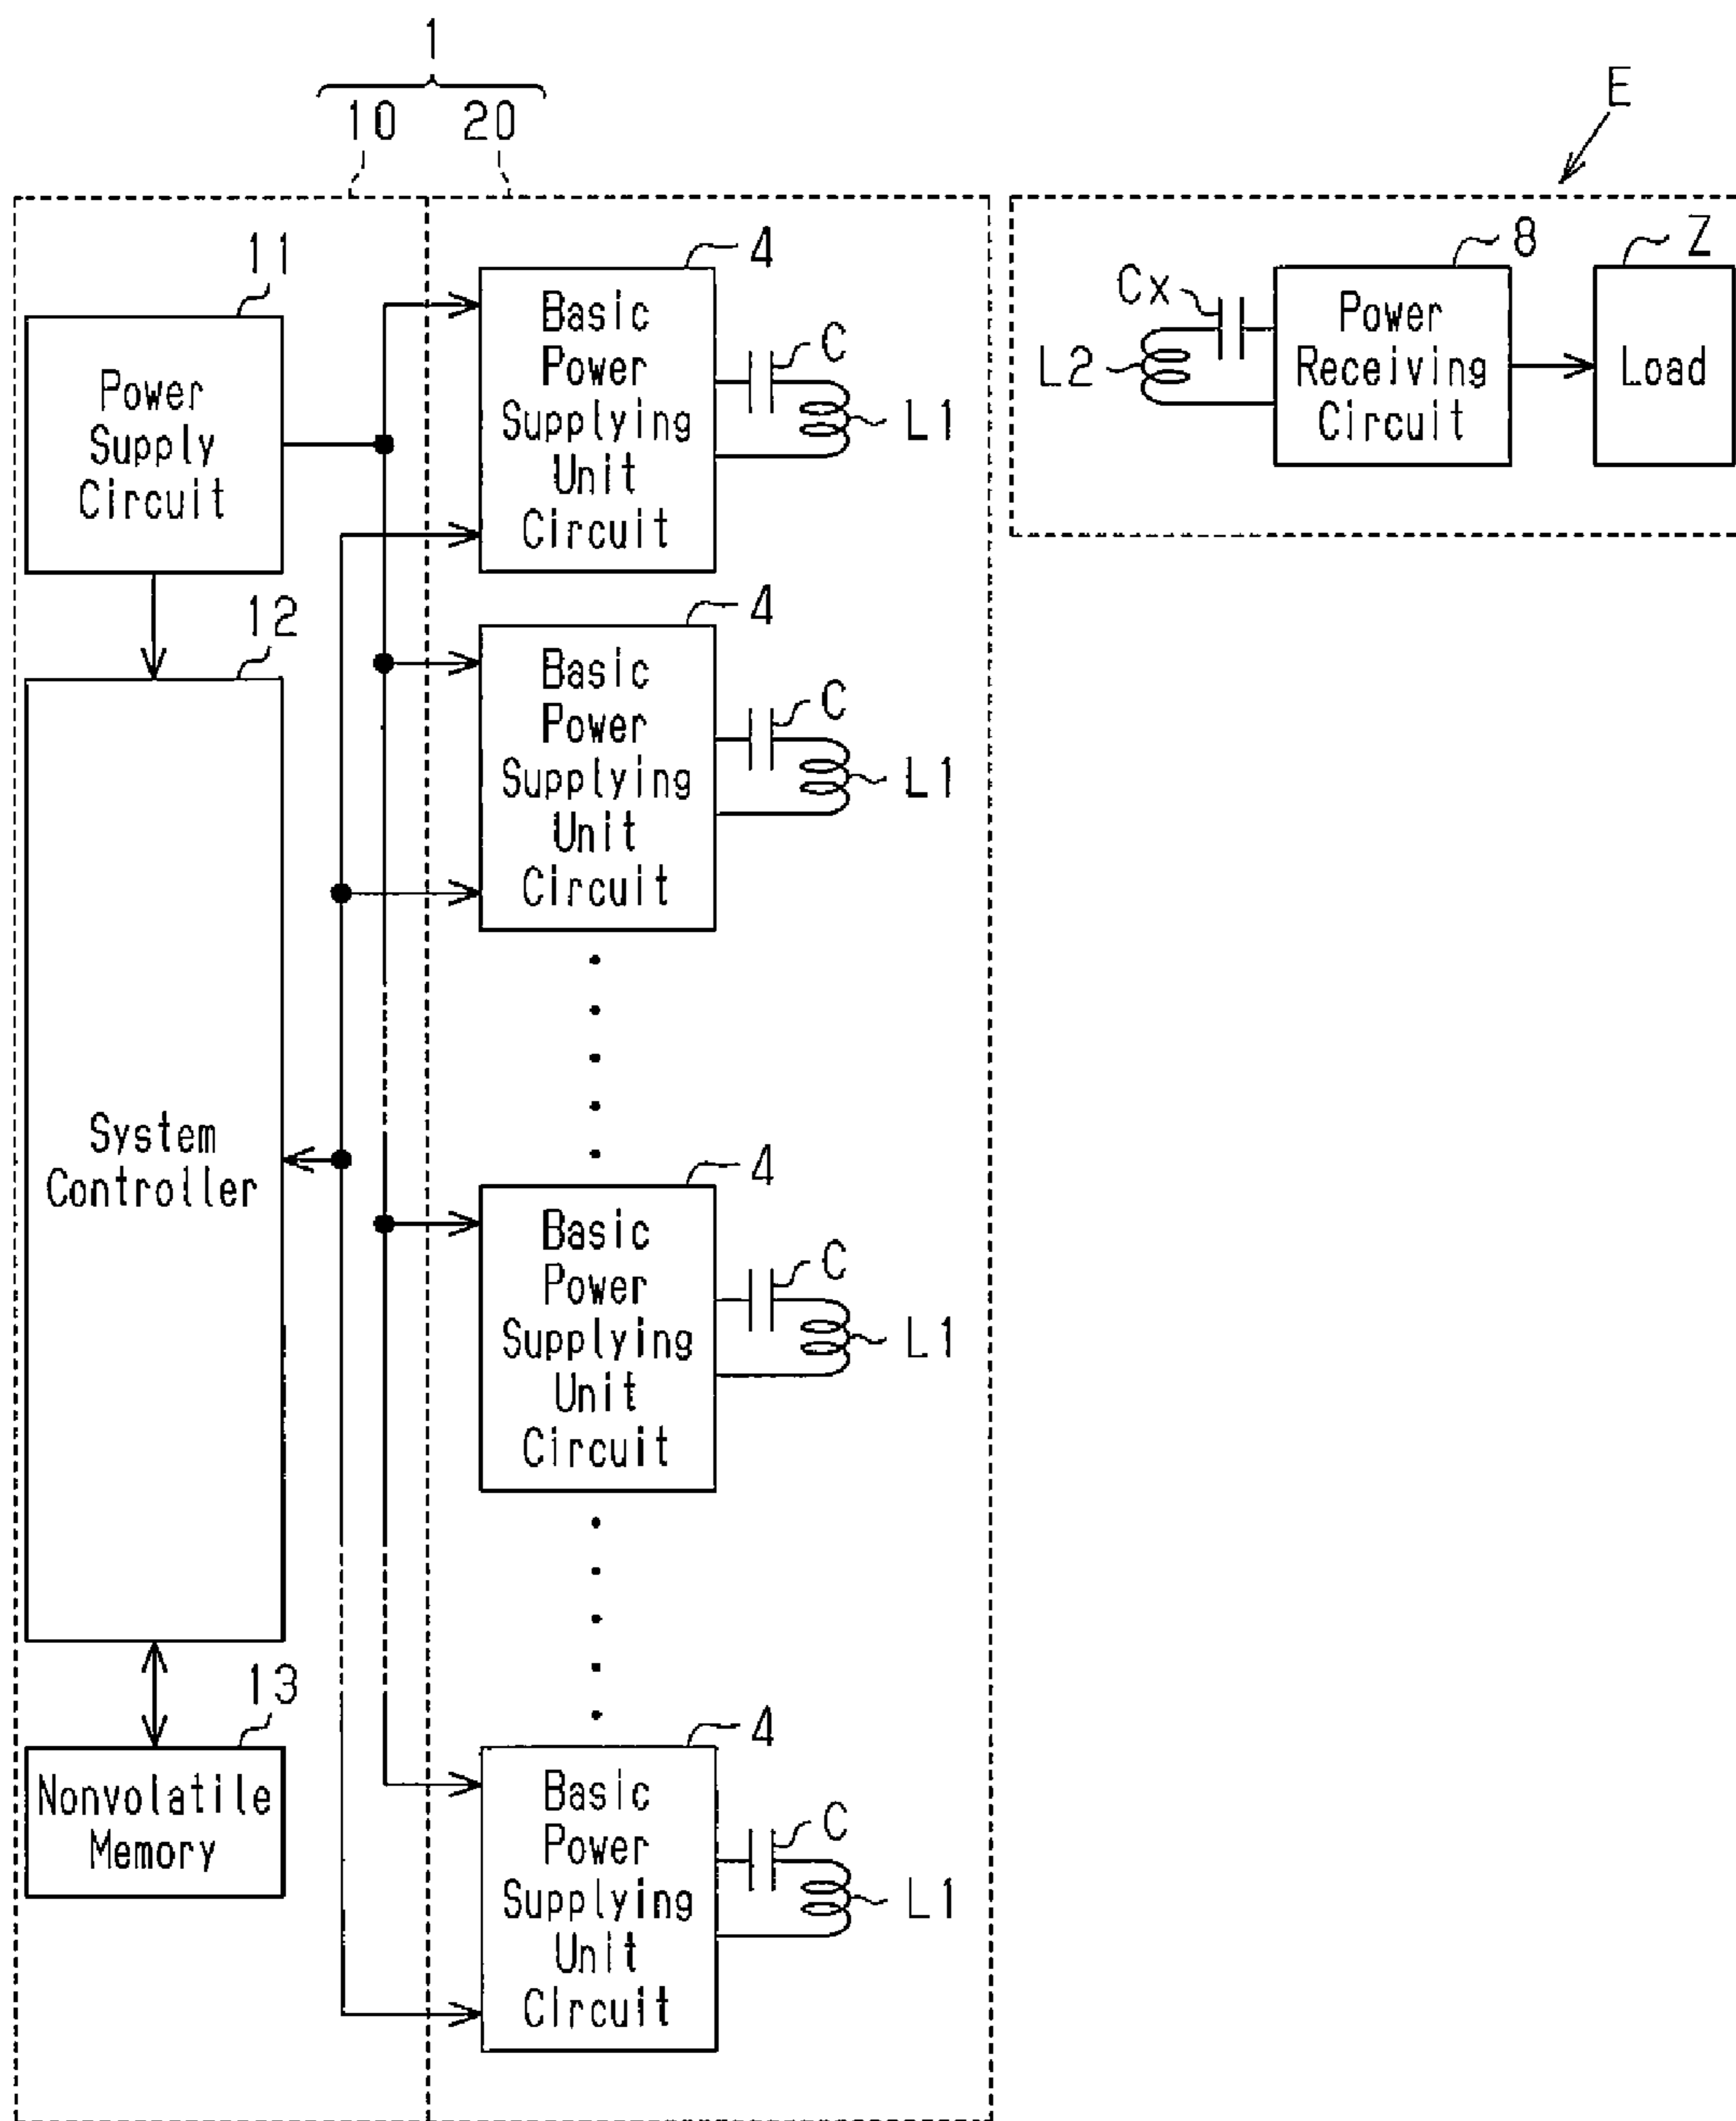 1
10 20
E
11
Power
Supply
Circuit
12
System
Controller
13
Nonvolatile
Memory
4
Basic
Power
Supplying
Unit
Circuit
C
L1
4
Basic
Power
Supplying
Unit
Circuit
C
L1
4
Basic
Power
Supplying
Unit
Circuit
C
L1
4
Basic
Power
Supplying
Unit
Circuit
C
L1
Cx
L2
8
Power
Receiving
Circuit
Z
Load